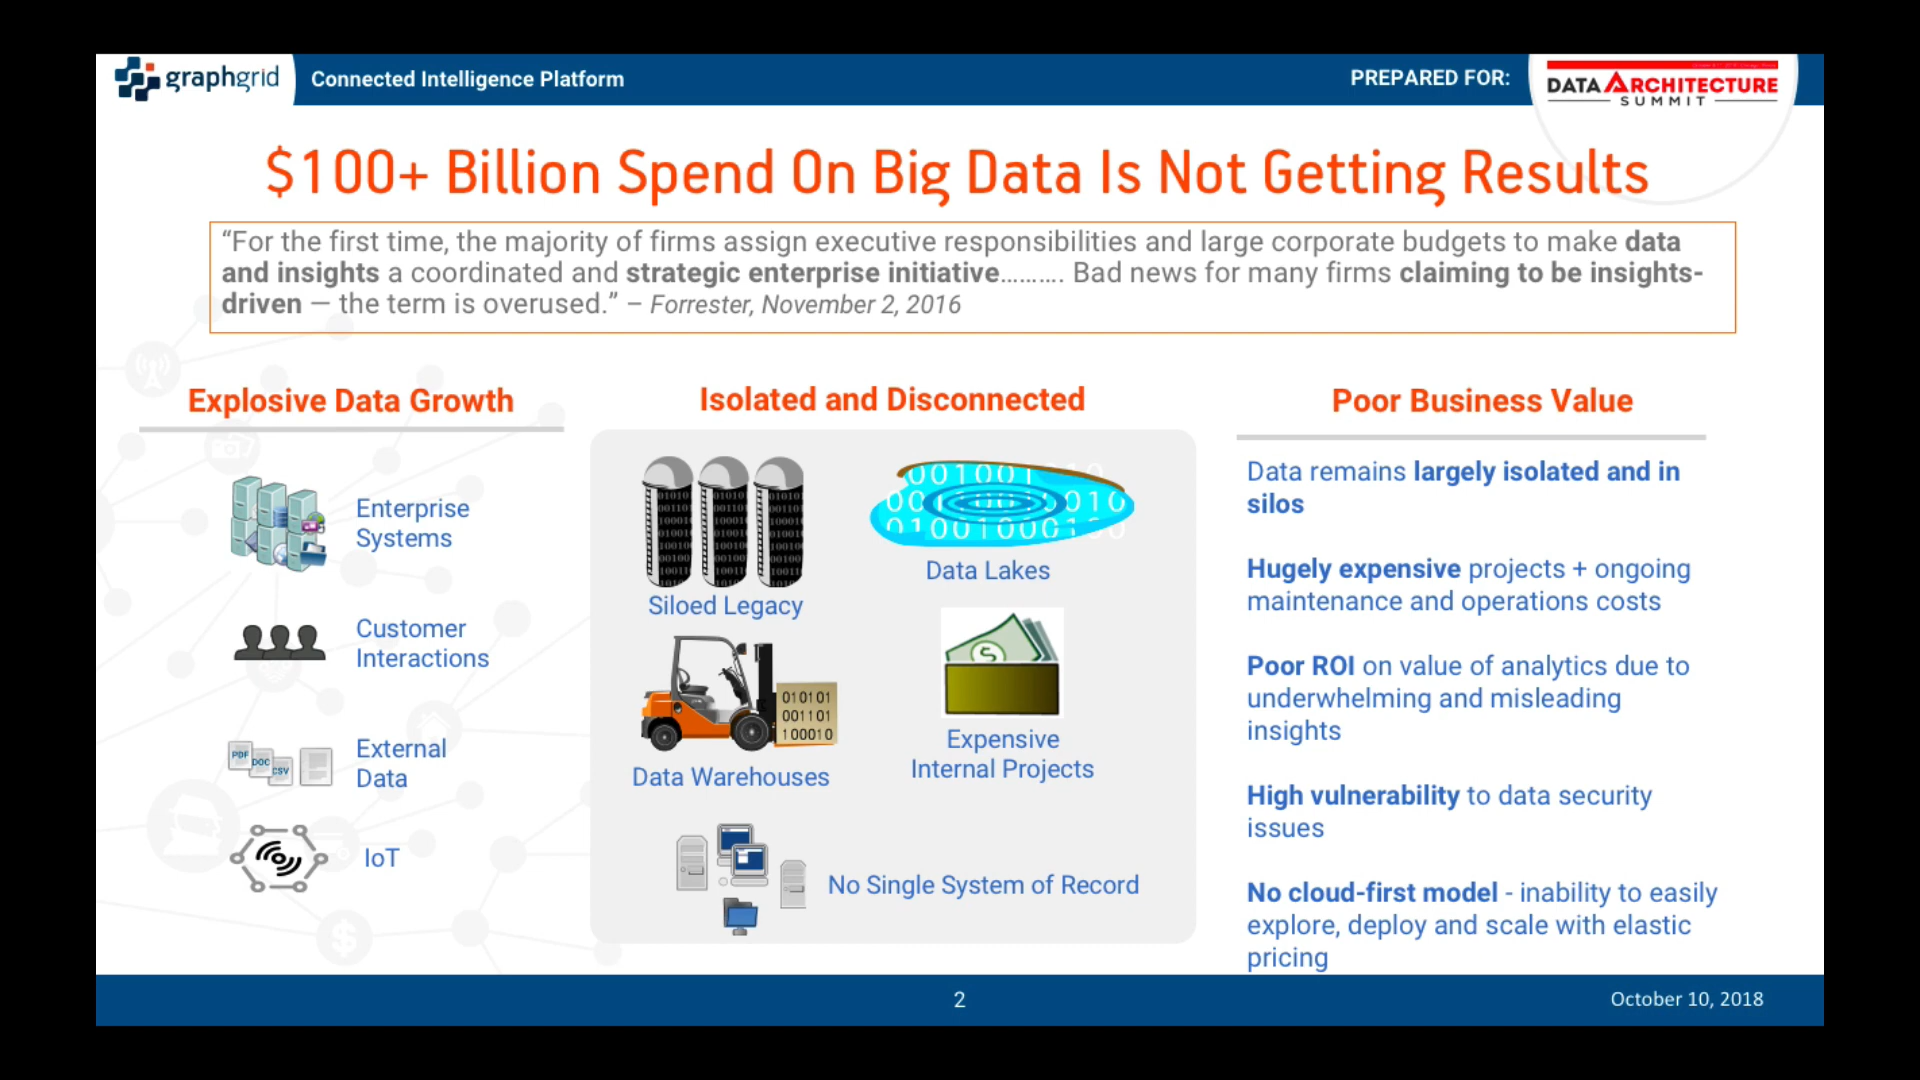 graphgrid
Connected Intelligence Platform
PREPARED FOR:
DATA ARCHITECTURE
SUMMIT
$100+ Billion Spend On Big Data Is Not Getting Results
“For the first time, the majority of firms assign executive responsibilities and large corporate budgets to make data
and insights a coordinated and strategic enterprise initiative.......... Bad news for many firms claiming to be insights-
driven — the term is overused.” – Forrester, November 2, 2016
Explosive Data Growth
Enterprise
Systems
Customer
Interactions
PDF
DOC
CSV
External
Data
IoT
Isolated and Disconnected
Siloed Legacy
Data Lakes
010101
001101
100010
Data Warehouses
$
Expensive
Internal Projects
No Single System of Record
Poor Business Value
Data remains largely isolated and in
silos
Hugely expensive projects + ongoing
maintenance and operations costs
Poor ROI on value of analytics due to
underwhelming and misleading
insights
High vulnerability to data security
issues
No cloud-first model - inability to easily
explore, deploy and scale with elastic
pricing
2
October 10, 2018